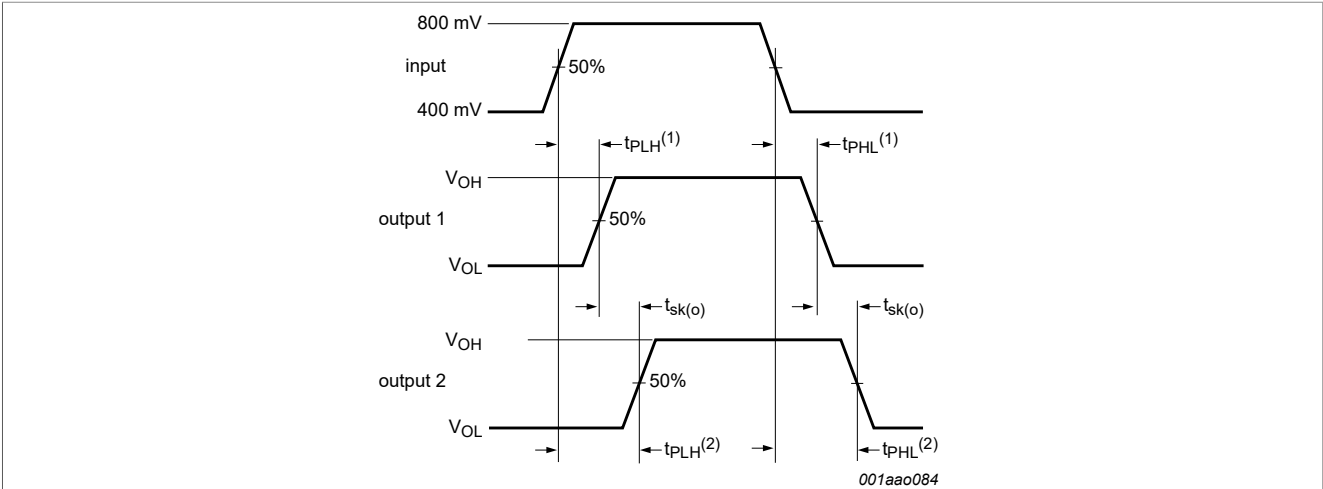 800 mV
input
50%
400 mV
tPLH(1)
tPHL(1)
VOH
output 1
50%
VOL
tsk(o)
tsk(o)
VOH
output 2
50%
VOL
tPLH(2)
tPHL(2)
001aao084